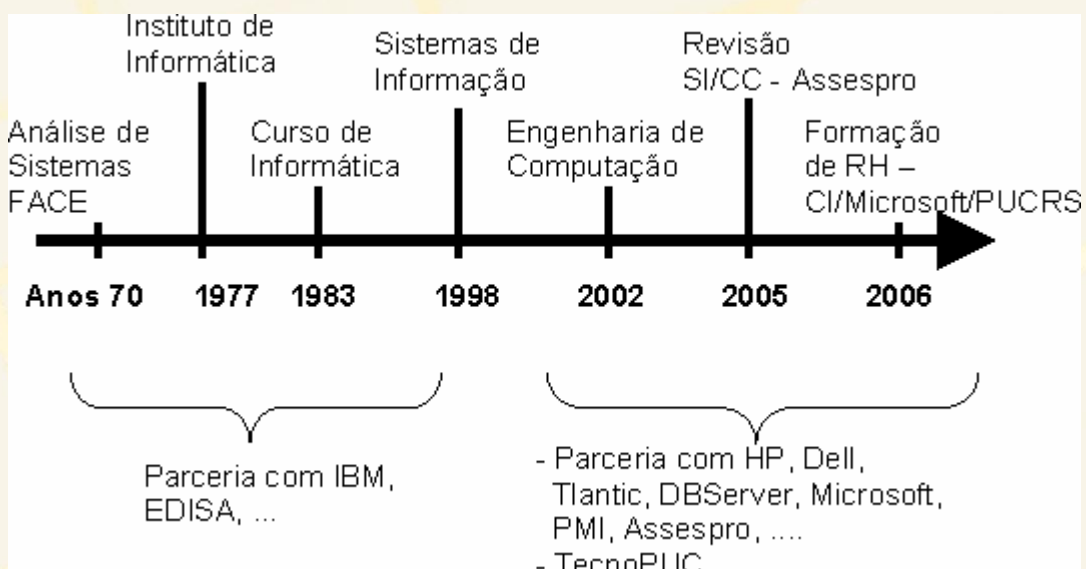 Instituto de
Informática
Sistemas de
Informação
Revisão
SI/CC - Assespro
Análise de
Sistemas
FACE
Curso de
Informática
Engenharia de
Computação
Formação
de RH –
CI/Microsoft/PUCRS
Anos 70 1977 1983 1998 2002 2005 2006
Parceria com IBM,
EDISA, ...
- Parceria com HP, Dell,
Tlantic, DBServer, Microsoft,
PMI, Assespro, ....
- TecnoPUC